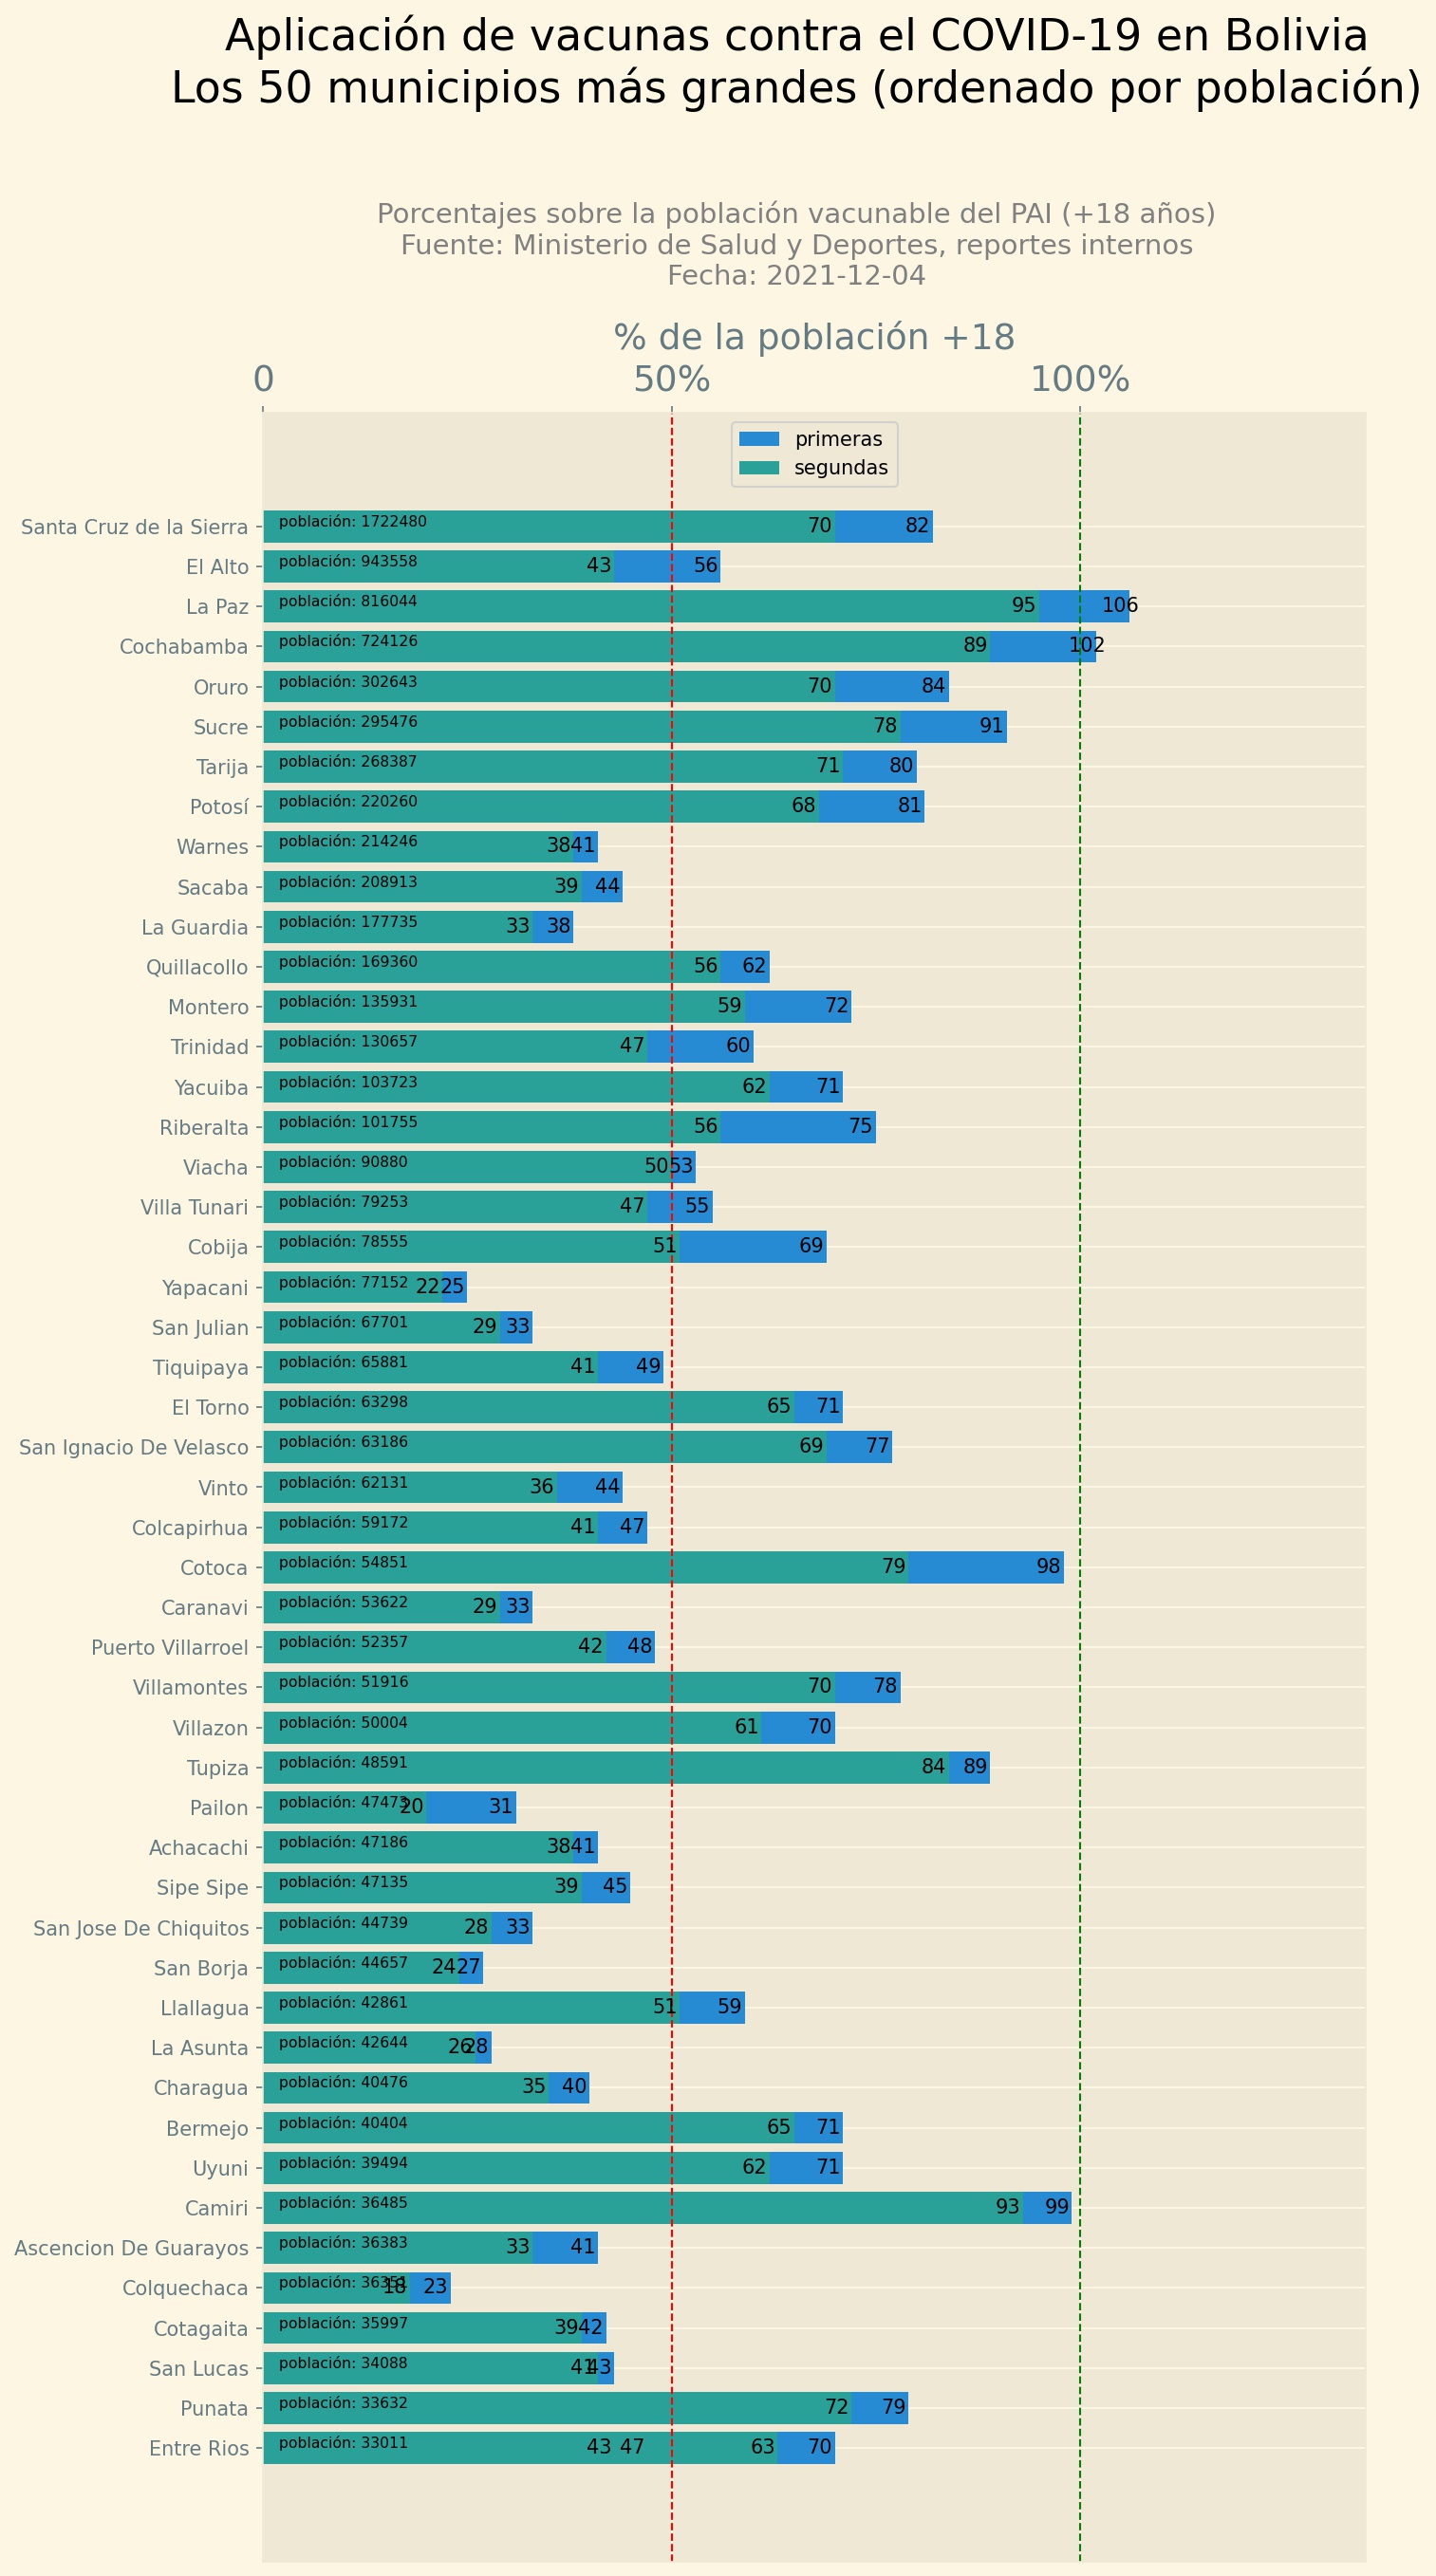 Aplicación de vacunas contra el COVID-19 en Bolivia
Los 50 municipios más grandes (ordenado por población)
Porcentajes sobre la población vacunable del PAI (+18 años)
Fuente: Ministerio de Salud y Deportes, reportes internos
Fecha: 2021-12-04
% de la población +18
0 50% 100%
primeras
segundas
Santa Cruz de la Sierra población: 1722480 70 82
El Alto población: 943558 43 56
La Paz población: 816044 95 106
Cochabamba población: 724126 89 102
Oruro población: 302643 70 84
Sucre población: 295476 78 91
Tarija población: 268387 71 80
Potosí población: 220260 68 81
Warnes población: 214246 38 41
Sacaba población: 208913 39 44
La Guardia población: 177735 33 38
Quillacollo población: 169360 56 62
Montero población: 135931 59 72
Trinidad población: 130657 47 60
Yacuiba población: 103723 62 71
Riberalta población: 101755 56 75
Viacha población: 90880 50 53
Villa Tunari población: 79253 47 55
Cobija población: 78555 51 69
Yapacani población: 77152 22 25
San Julian población: 67701 29 33
Tiquipaya población: 65881 41 49
El Torno población: 63298 65 71
San Ignacio De Velasco población: 63186 69 77
Vinto población: 62131 36 44
Colcapirhua población: 59172 41 47
Cotoca población: 54851 79 98
Caranavi población: 53622 29 33
Puerto Villarroel población: 52357 42 48
Villamontes población: 51916 70 78
Villazon población: 50004 61 70
Tupiza población: 48591 84 89
Pailon población: 47473 20 31
Achacachi población: 47186 38 41
Sipe Sipe población: 47135 39 45
San Jose De Chiquitos población: 44739 28 33
San Borja población: 44657 24 27
Llallagua población: 42861 51 59
La Asunta población: 42644 26 28
Charagua población: 40476 35 40
Bermejo población: 40404 65 71
Uyuni población: 39494 62 71
Camiri población: 36485 93 99
Ascencion De Guarayos población: 36383 33 41
Colquechaca población: 36351 18 23
Cotagaita población: 35997 39 42
San Lucas población: 34088 41 43
Punata población: 33632 72 79
Entre Rios población: 33011 43 47 63 70